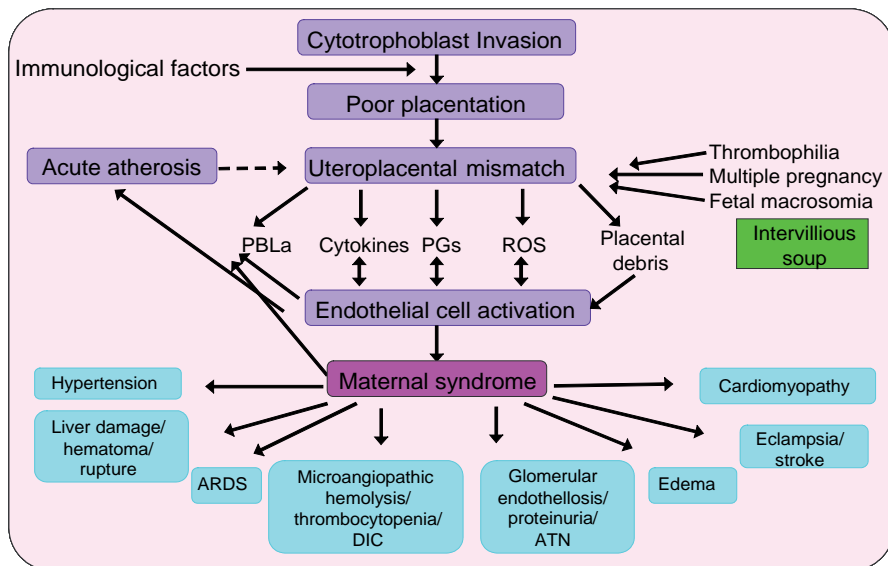 Cytotrophoblast Invasion
Immunological factors
Poor placentation
Acute atherosis
Uteroplacental mismatch
Thrombophilia
Multiple pregnancy
Fetal macrosomia
Intervillious
soup
PBLa
Cytokines
PGs
ROS
Placental
debris
Endothelial cell activation
Maternal syndrome
Hypertension
Cardiomyopathy
Liver damage/
hematoma/
rupture
Eclampsia/
stroke
ARDS
Microangiopathic
hemolysis/
thrombocytopenia/
DIC
Glomerular
endothellosis/
proteinuria/
ATN
Edema